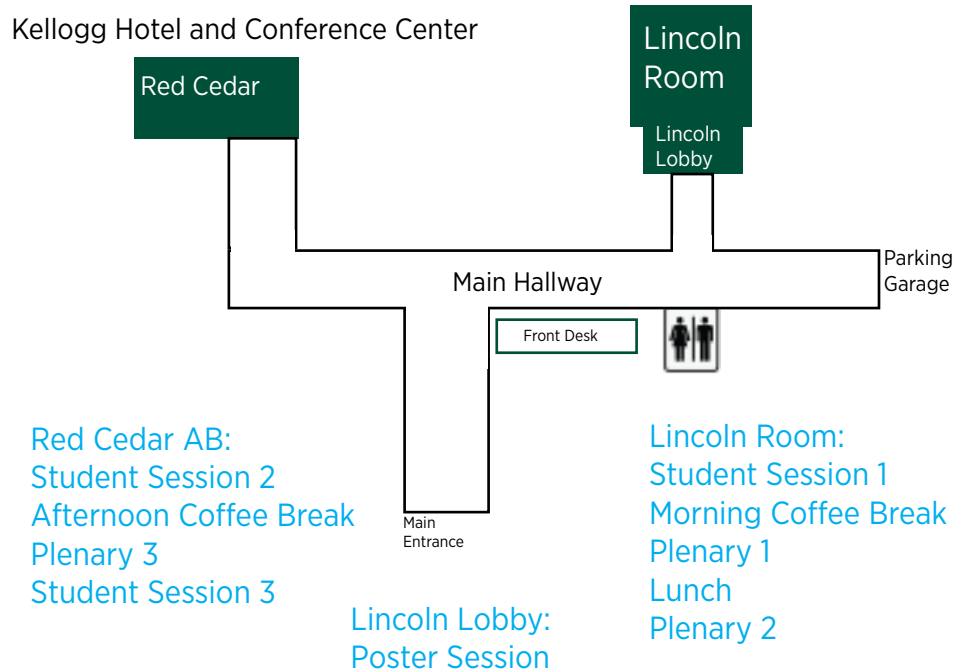 Kellogg Hotel and Conference Center
Lincoln
Room
Red Cedar
Lincoln
Lobby
Main Hallway
Parking
Garage
Front Desk
Main
Entrance
Red Cedar AB:
Student Session 2
Afternoon Coffee Break
Plenary 3
Student Session 3
Lincoln Lobby:
Poster Session
Lincoln Room:
Student Session 1
Morning Coffee Break
Plenary 1
Lunch
Plenary 2